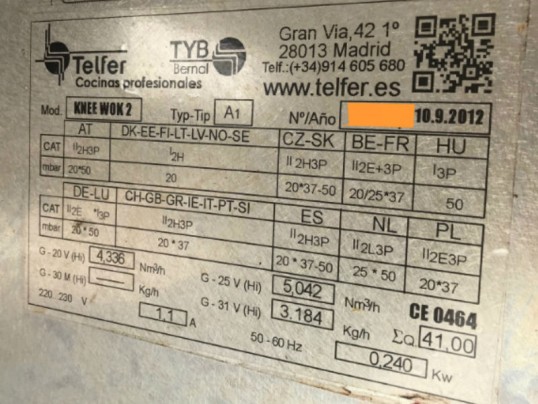 Telfer
Cocinas profesionales
TYB
Bernal
Gran Via,42 1º
28013 Madrid
Telf.:(+34)914 605 680
www.telfer.es
Mod. KNEE WOK 2 Typ-Tip A1 Nº/Año 10.9.2012
AT DK-EE-FI-LT-LV-NO-SE CZ-SK BE-FR HU
CAT II2H3P I2H II2H3P II2E+3P I3P
mbar 20*50 20 20*37-50 20/25*37 50
DE-LU CH-GB-GR-IE-IT-PT-SI ES NL PL
CAT II2E *I3P II2H3P II2H3P II2L3P II2E3P
mbar 20*50 20*37 20*37-50 25*50 20*37
G-20 V(Hi) 4,336 Nm³/h G-25 V(Hi) 5,042 Nm³/h CE 0464
G-30 M(Hi) Kg/h G-31 V(Hi) 3,184 Kg/h ΣQ 41,00
220 230 V 1,1 A 50-60 Hz 0,240 Kw